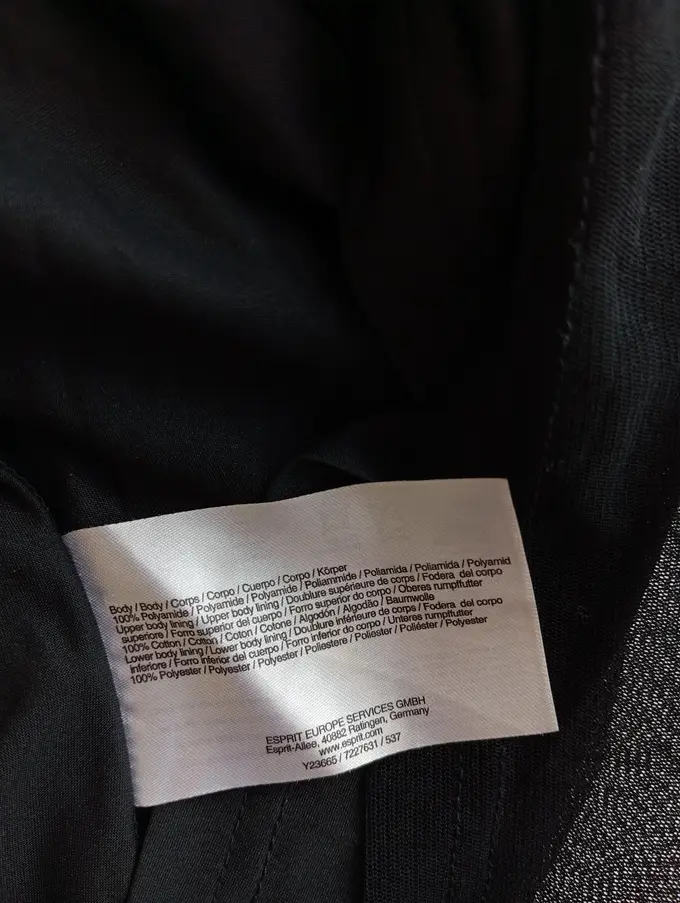 Body / Body / Corps / Corpo / Cuerpo / Corpo / Körper
100% Polyamide / Polyamide / Polyamide / Poliammide / Poliamida / Poliamida / Polyamid
Upper body lining / Upper body lining / Doublure supérieure de corps / Fodera del corpo
superiore / Forro superior del cuerpo / Forro superior do corpo / Oberes rumpffutter
100% Cotton / Cotton / Coton / Cotone / Algodón / Algodão / Baumwolle
Lower body lining / Lower body lining / Doublure inférieure de corps / Fodera del corpo
inferiore / Forro inferior del cuerpo / Forro inferior do corpo / Unteres rumpffutter
100% Polyester / Polyester / Polyester / Poliestere / Poliester / Poliéster / Polyester
ESPRIT EUROPE SERVICES GMBH
Esprit-Allee, 40882 Ratingen, Germany
www.esprit.com
Y23665 / 7227631 / 537